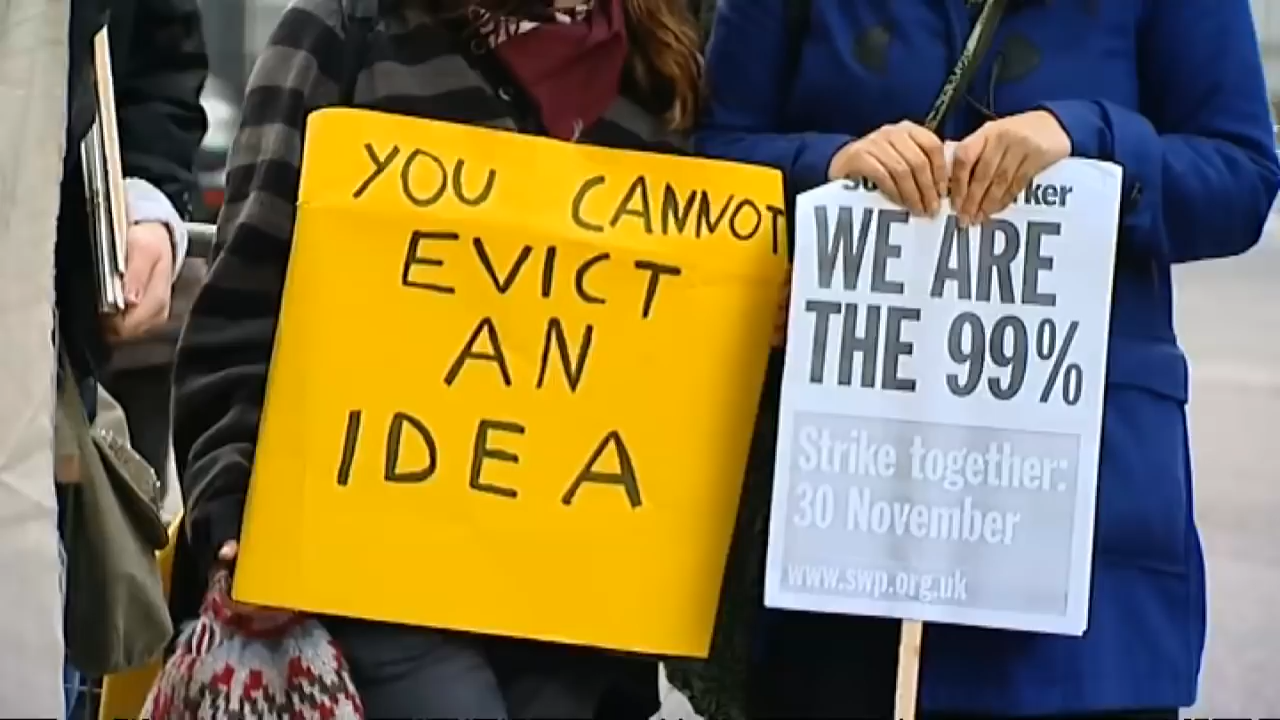 YOU CANNOT
EVICT
AN
IDEA
WE ARE
THE 99%
Strike together:
30 November
www.swp.org.uk